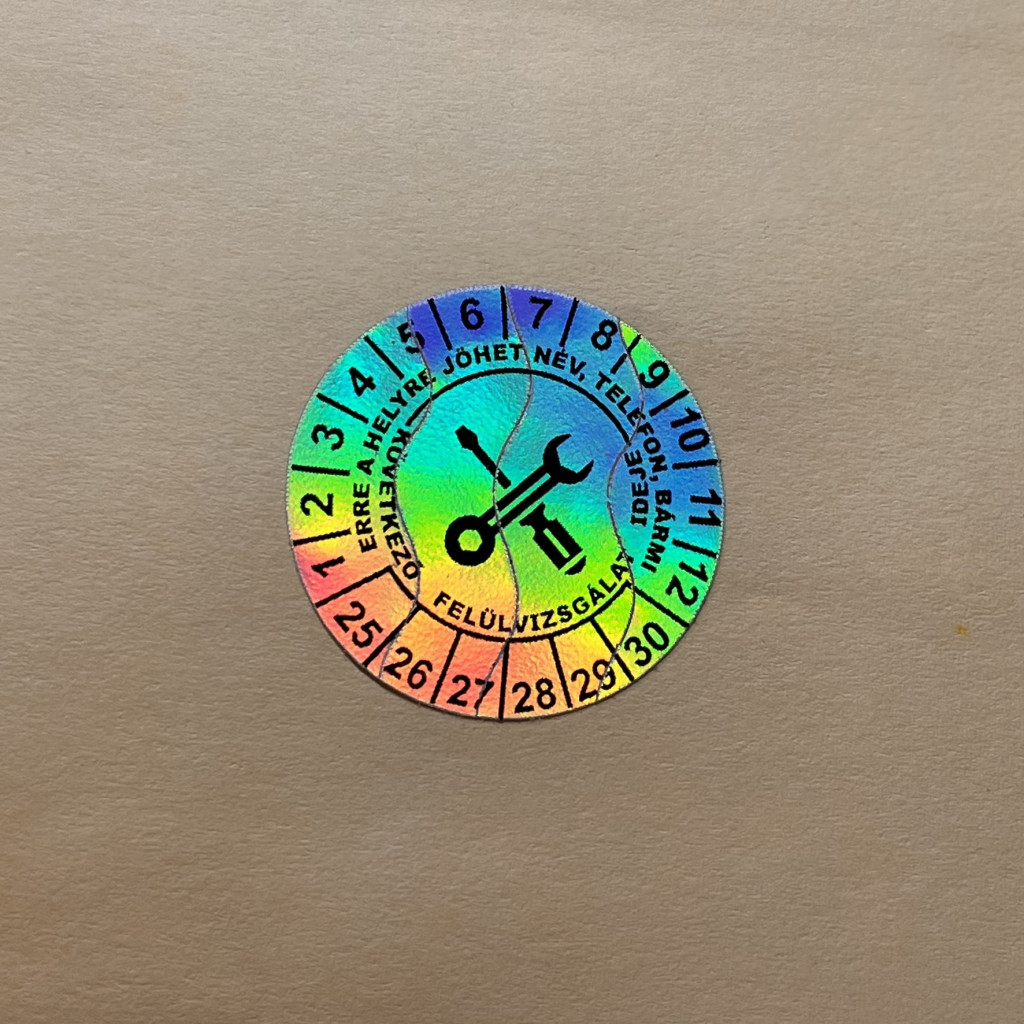 1 2 3 4 5 6 7 8 9 10 11 12
ERRE A HELYRE JÖHET NÉV, TELEFON, BÁRMI
KÖVETKEZŐ FELÜLVIZSGÁLAT IDEJE
25 26 27 28 29 30